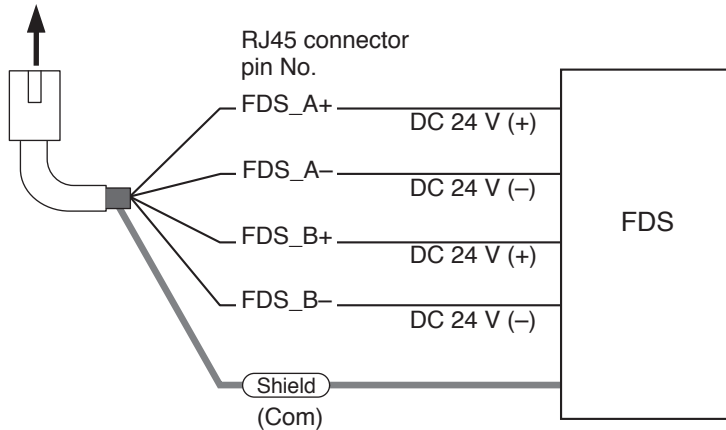 RJ45 connector
pin No.
FDS_A+
DC 24 V (+)
FDS_A–
DC 24 V (–)
FDS
FDS_B+
DC 24 V (+)
FDS_B–
DC 24 V (–)
Shield
(Com)